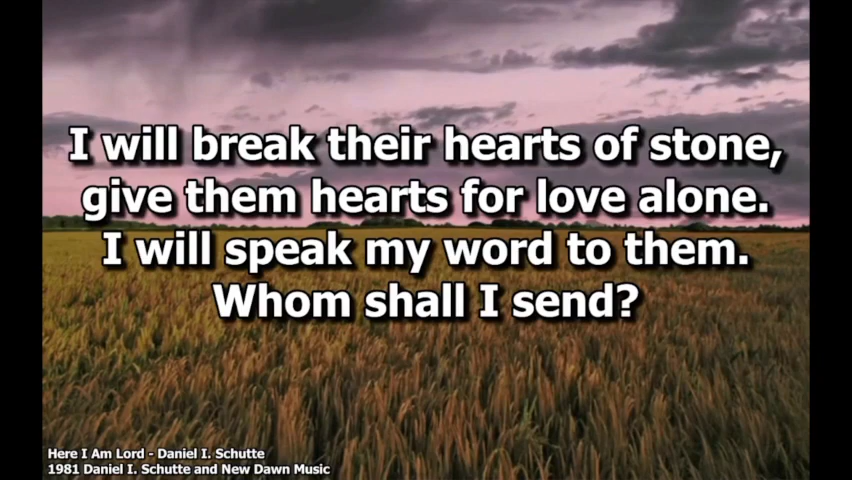 I will break their hearts of stone,
give them hearts for love alone.
I will speak my word to them.
Whom shall I send?
Here I Am Lord - Daniel I. Schutte
1981 Daniel I. Schutte and New Dawn Music